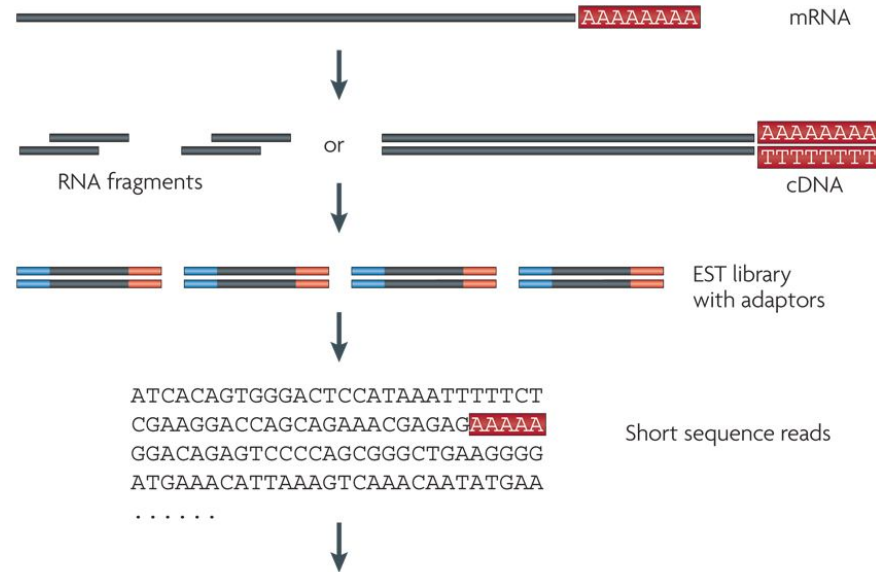 AAAAAAAA mRNA
or
AAAAAAAA
TTTTTTTT
RNA fragments
cDNA
EST library
with adaptors
ATCACAGTGGGACTCCATAAATTTTTCT
CGAAGGACCAGCAGAAACGAGAGAAAAA
GGACAGAGTCCCCAGCGGGCTGAAGGGG
ATGAAACATTAAAGTCAAACAATATGAA
......
Short sequence reads